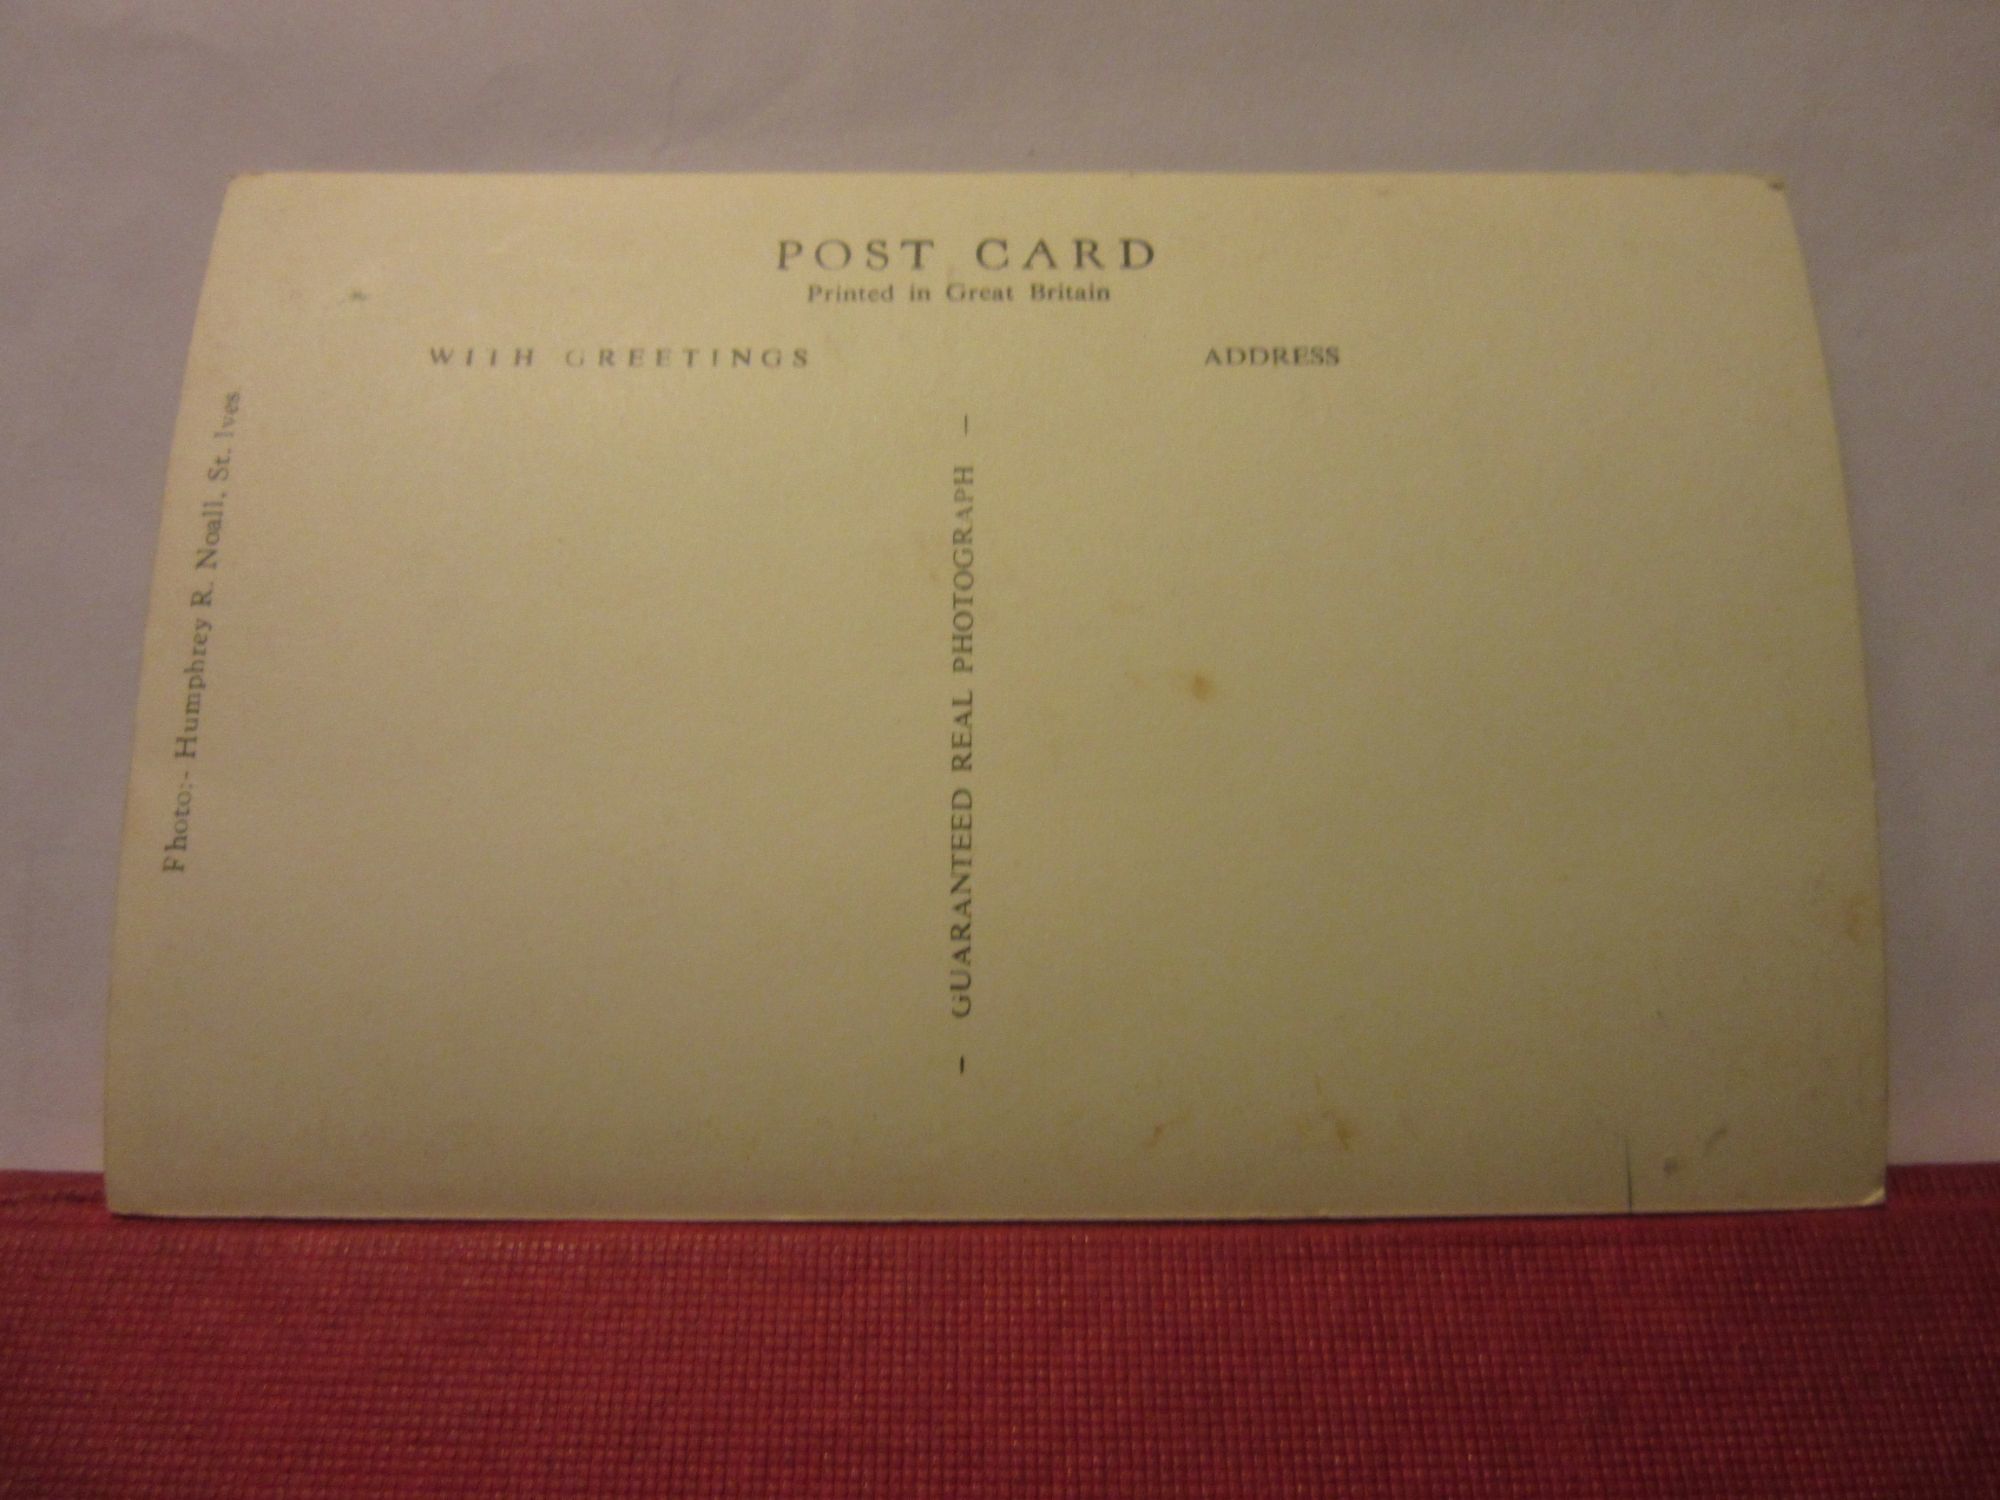 POST CARD
Printed in Great Britain
WITH GREETINGS
ADDRESS
Photo:- Humphrey R. Noall, St. Ives
— GUARANTEED REAL PHOTOGRAPH —